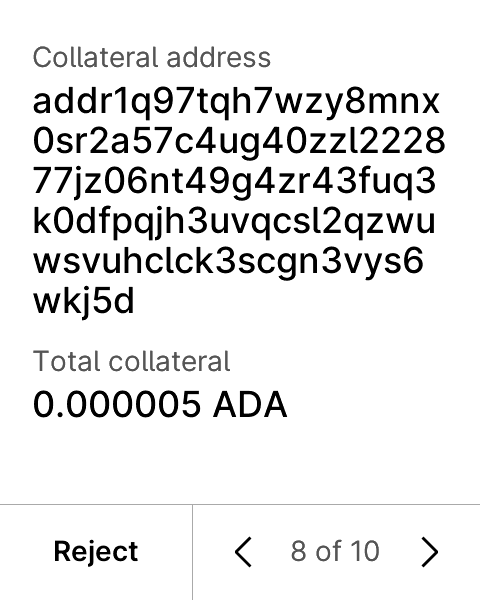 Collateral address
addr1q97tqh7wzy8mnx
0sr2a57c4ug40zzl2228
77jz06nt49g4zr43fuq3
k0dfpqjh3uvqcsl2qzwu
wsvuhclck3scgn3vys6
wkj5d
Total collateral
0.000005 ADA
Reject
8 of 10